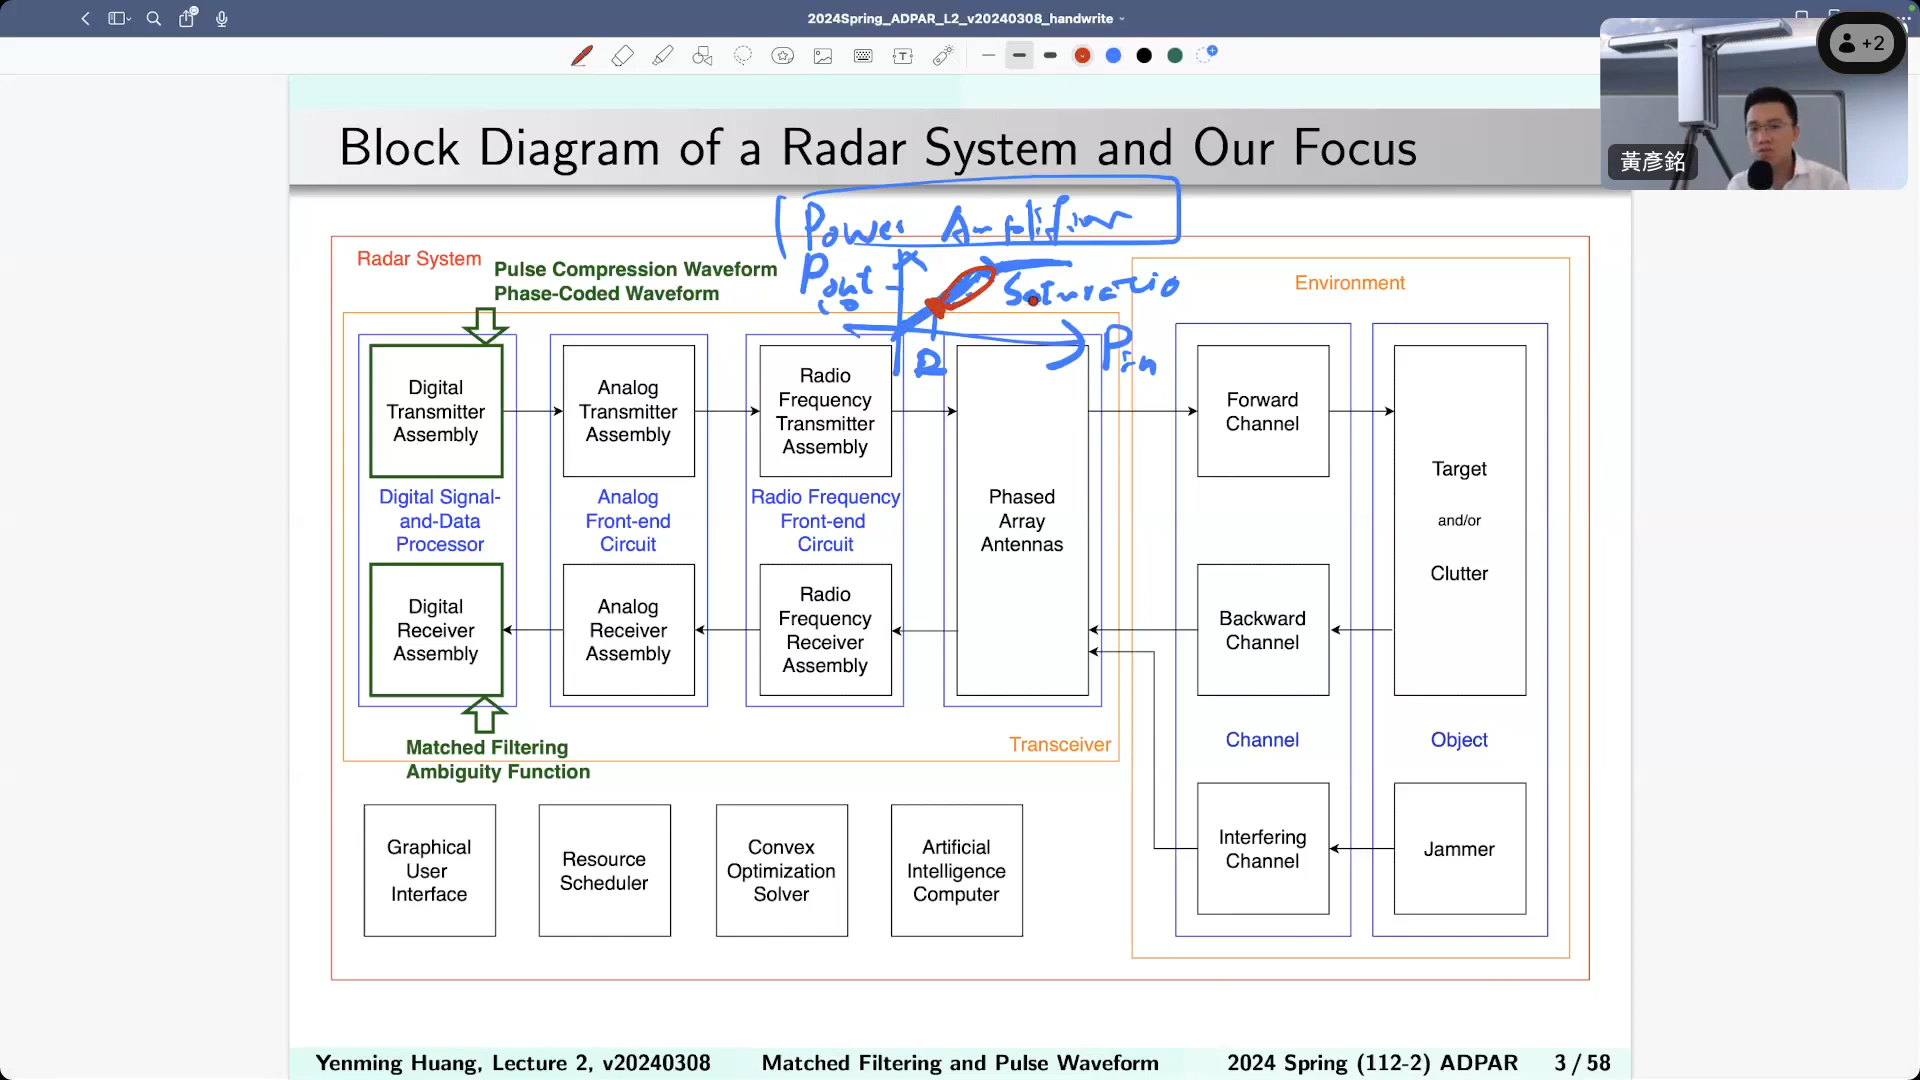 2024Spring_ADPAR_L2_v20240308_handwrite
+2
黃彥銘
Block Diagram of a Radar System and Our Focus
Power Amplifier
Pout
Saturatio
Pin
Radar System
Pulse Compression Waveform
Phase-Coded Waveform
Environment
Digital
Transmitter
Assembly
Analog
Transmitter
Assembly
Radio
Frequency
Transmitter
Assembly
Forward
Channel
Digital Signal-
and-Data
Processor
Analog
Front-end
Circuit
Radio Frequency
Front-end
Circuit
Phased
Array
Antennas
Target
and/or
Clutter
Digital
Receiver
Assembly
Analog
Receiver
Assembly
Radio
Frequency
Receiver
Assembly
Backward
Channel
Matched Filtering
Ambiguity Function
Transceiver
Channel
Object
Graphical
User
Interface
Resource
Scheduler
Convex
Optimization
Solver
Artificial
Intelligence
Computer
Interfering
Channel
Jammer
Yenming Huang, Lecture 2, v20240308
Matched Filtering and Pulse Waveform
2024 Spring (112-2) ADPAR
3 / 58